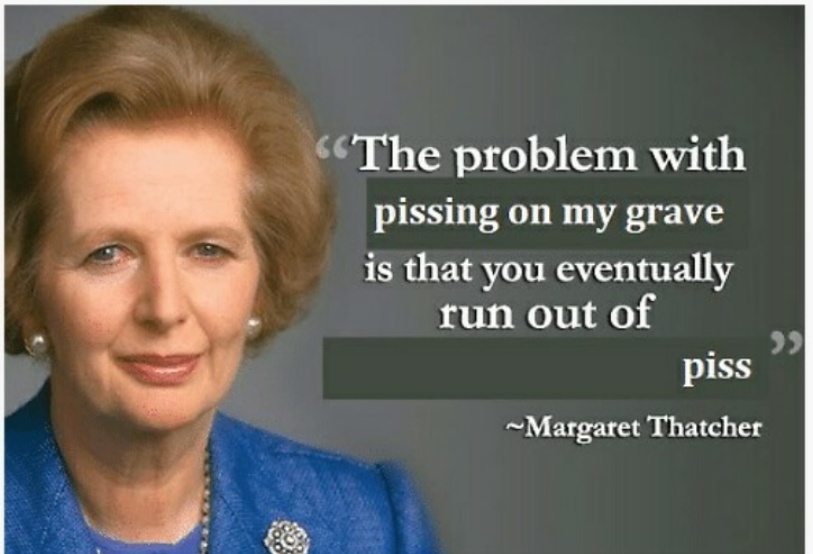 “The problem with
pissing on my grave
is that you eventually
run out of
piss”
~Margaret Thatcher